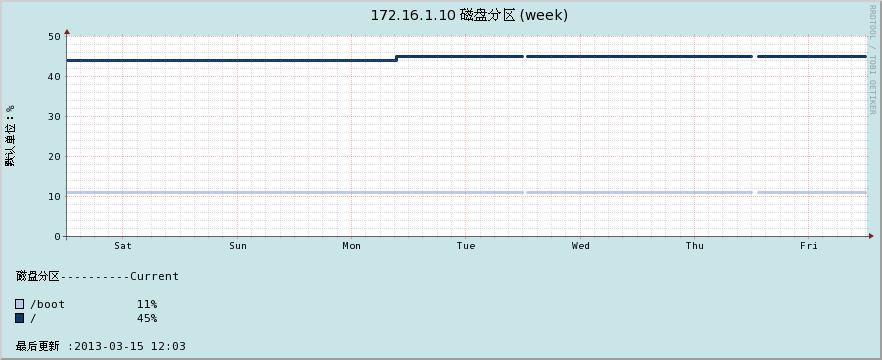 172.16.1.10 磁盘分区 (week)
RRDTOOL / TOBI OETIKER
默认单位：%
50
40
30
20
10
0
Sat Sun Mon Tue Wed Thu Fri
磁盘分区----------Current
/boot 11%
/ 45%
最后更新 :2013-03-15 12:03